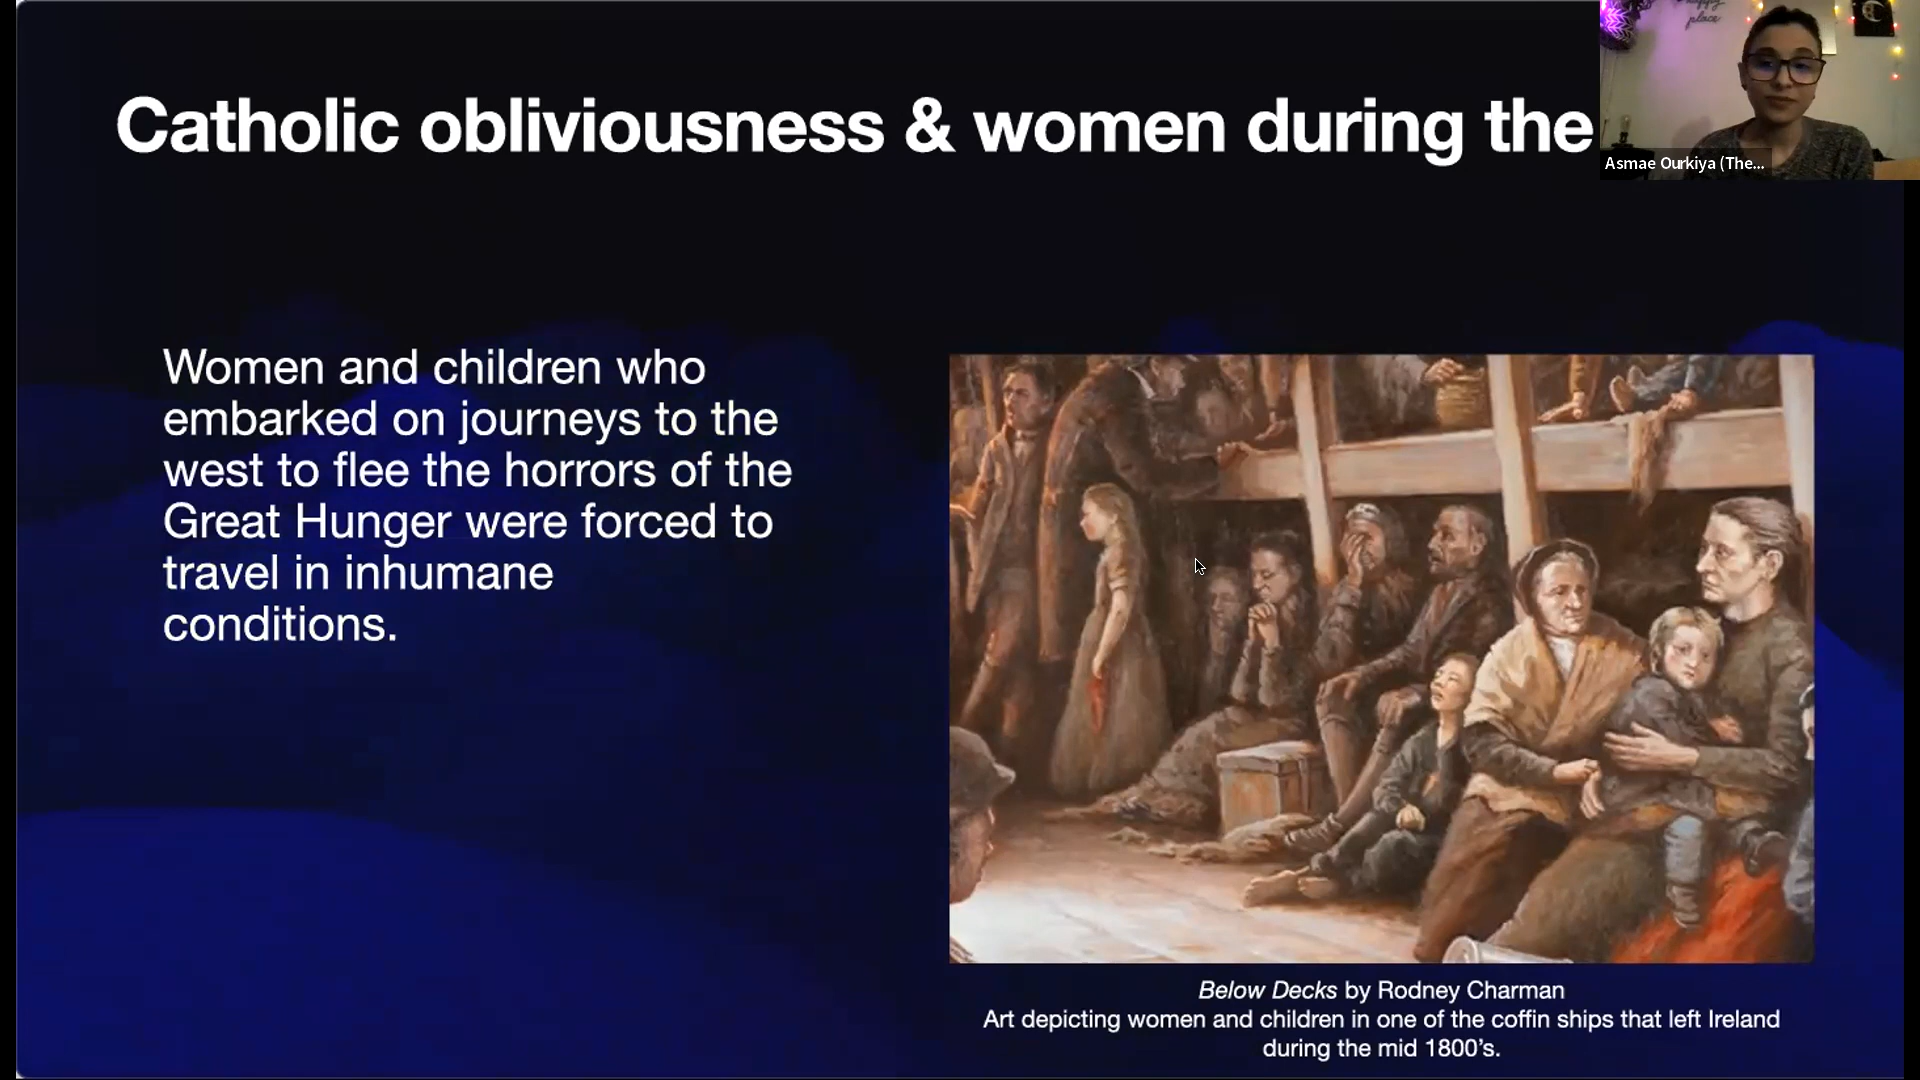 Catholic obliviousness & women during the
happy
place
Asmae Ourkiya (The...
Women and children who
embarked on journeys to the
west to flee the horrors of the
Great Hunger were forced to
travel in inhumane
conditions.
Below Decks by Rodney Charman
Art depicting women and children in one of the coffin ships that left Ireland
during the mid 1800's.